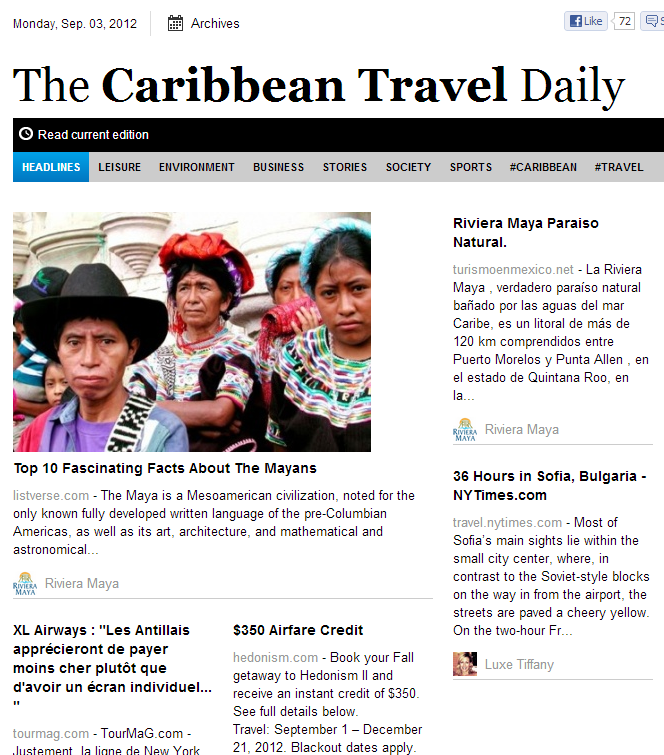 Monday, Sep. 03, 2012
Archives
Like
72
The Caribbean Travel Daily
Read current edition
HEADLINES LEISURE ENVIRONMENT BUSINESS STORIES SOCIETY SPORTS #CARIBBEAN #TRAVEL
Top 10 Fascinating Facts About The Mayans
listverse.com - The Maya is a Mesoamerican civilization, noted for the
only known fully developed written language of the pre-Columbian
Americas, as well as its art, architecture, and mathematical and
astronomical...
RIVIERA
MAYA
Riviera Maya
XL Airways : "Les Antillais
apprécieront de payer
moins cher plutôt que
d'avoir un écran individuel...
"
tourmag.com - TourMaG.com -
Justement, la ligne de New York
$350 Airfare Credit
hedonism.com - Book your Fall
getaway to Hedonism II and
receive an instant credit of $350.
See full details below.
Travel: September 1 – December
21, 2012. Blackout dates apply.
Riviera Maya Paraiso
Natural.
turismoenmexico.net - La Riviera
Maya , verdadero paraíso natural
bañado por las aguas del mar
Caribe, es un litoral de más de
120 km comprendidos entre
Puerto Morelos y Punta Allen , en
el estado de Quintana Roo, en
la...
RIVIERA
MAYA
Riviera Maya
36 Hours in Sofia, Bulgaria -
NYTimes.com
travel.nytimes.com - Most of
Sofia's main sights lie within the
small city center, where, in
contrast to the Soviet-style blocks
on the way in from the airport, the
streets are paved a cheery yellow.
On the two-hour Fr...
Luxe Tiffany